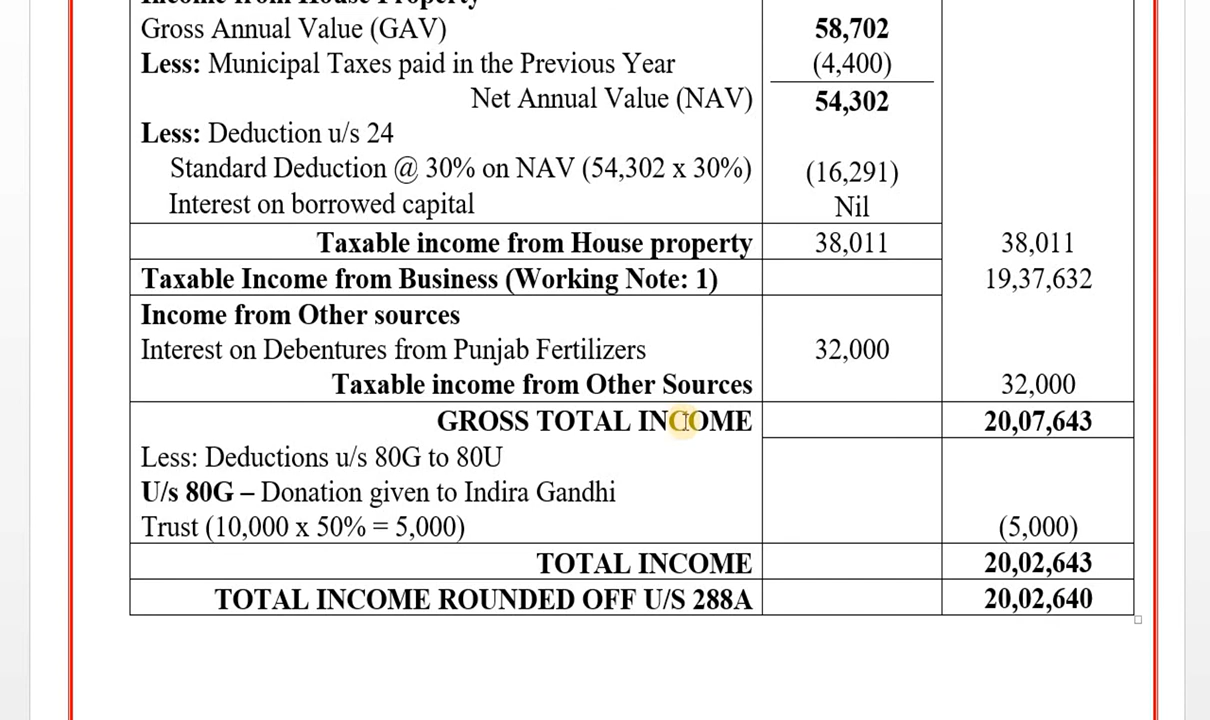 Income from House Property
Gross Annual Value (GAV) 58,702
Less: Municipal Taxes paid in the Previous Year (4,400)
Net Annual Value (NAV) 54,302
Less: Deduction u/s 24
Standard Deduction @ 30% on NAV (54,302 x 30%) (16,291)
Interest on borrowed capital Nil
Taxable income from House property 38,011 38,011
Taxable Income from Business (Working Note: 1) 19,37,632
Income from Other sources
Interest on Debentures from Punjab Fertilizers 32,000
Taxable income from Other Sources 32,000
GROSS TOTAL INCOME 20,07,643
Less: Deductions u/s 80G to 80U
U/s 80G – Donation given to Indira Gandhi
Trust (10,000 x 50% = 5,000) (5,000)
TOTAL INCOME 20,02,643
TOTAL INCOME ROUNDED OFF U/S 288A 20,02,640